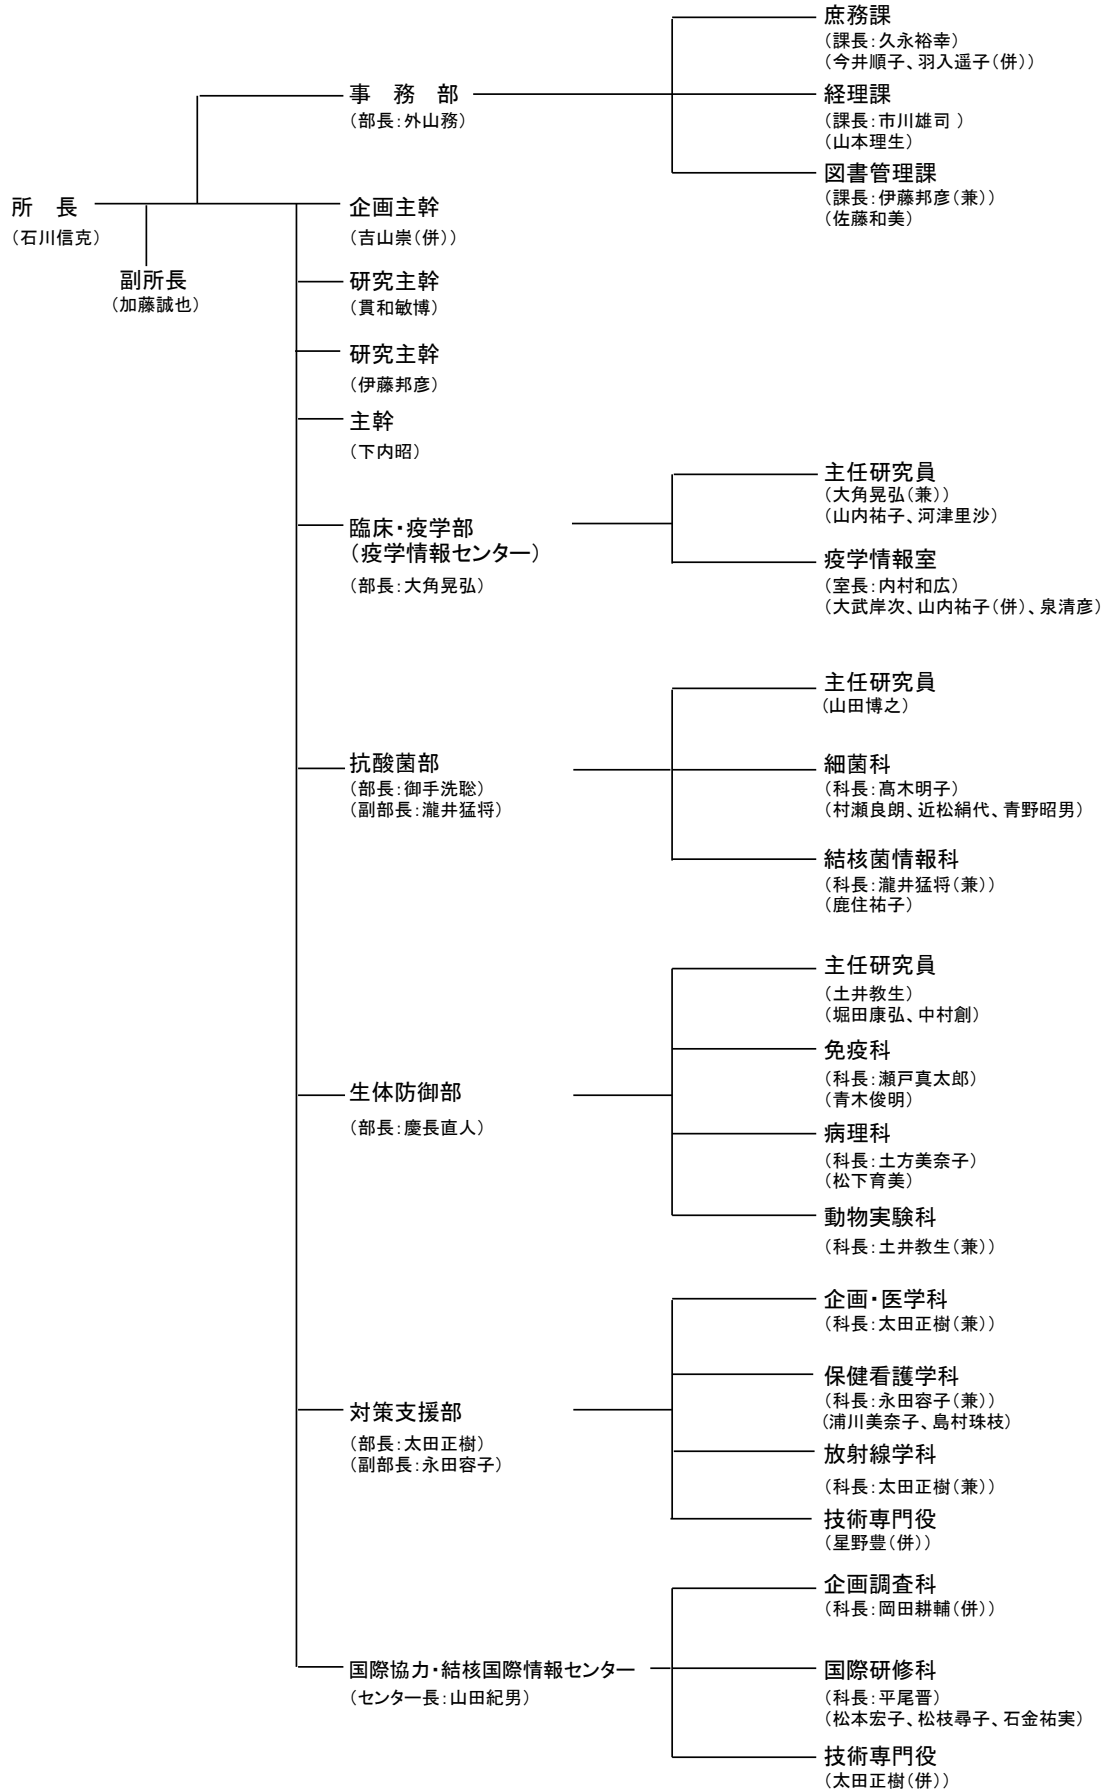 所　長
（石川信克）
副所長
（加藤誠也）
事　務　部
（部長：外山務）
庶務課
（課長：久永裕幸）
（今井順子、羽入遥子（併））
経理課
（課長：市川雄司 ）
（山本理生）
図書管理課
（課長：伊藤邦彦（兼））
（佐藤和美）
企画主幹
（吉山崇（併））
研究主幹
（貫和敏博）
研究主幹
（伊藤邦彦）
主幹
（下内昭）
臨床・疫学部
（疫学情報センター）
（部長：大角晃弘）
主任研究員
（大角晃弘（兼））
（山内祐子、河津里沙）
疫学情報室
（室長：内村和広）
（大武岸次、山内祐子（併）、泉清彦）
抗酸菌部
（部長：御手洗聡）
（副部長：瀧井猛将）
主任研究員
（山田博之）
細菌科
（科長：髙木明子）
（村瀬良朗、近松絹代、青野昭男）
結核菌情報科
（科長：瀧井猛将（兼））
（鹿住祐子）
生体防御部
（部長：慶長直人）
主任研究員
（土井教生）
（堀田康弘、中村創）
免疫科
（科長：瀬戸真太郎）
（青木俊明）
病理科
（科長：土方美奈子）
（松下育美）
動物実験科
（科長：土井教生（兼））
対策支援部
（部長：太田正樹）
（副部長：永田容子）
企画・医学科
（科長：太田正樹（兼））
保健看護学科
（科長：永田容子（兼））
（浦川美奈子、島村珠枝）
放射線学科
（科長：太田正樹（兼））
技術専門役
（星野豊（併））
国際協力・結核国際情報センター
（センター長：山田紀男）
企画調査科
（科長：岡田耕輔（併））
国際研修科
（科長：平尾晋）
（松本宏子、松枝尋子、石金祐実）
技術専門役
（太田正樹（併））